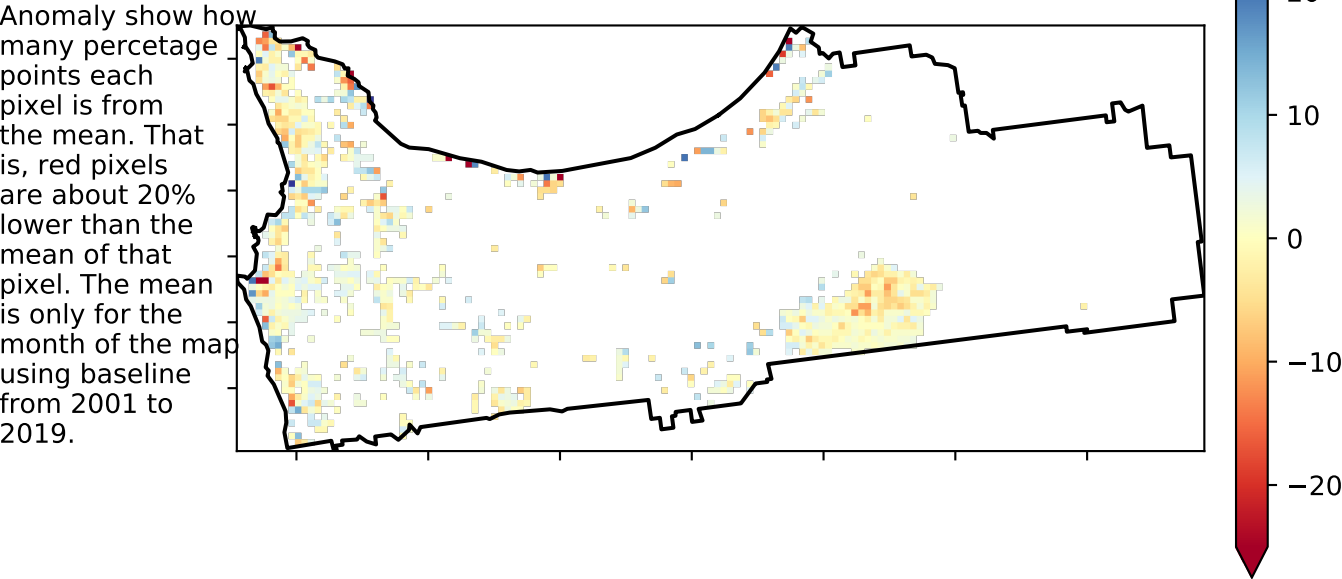 Anomaly show how
many percetage
points each
pixel is from
the mean. That
is, red pixels
are about 20%
lower than the
mean of that
pixel. The mean
is only for the
month of the map
using baseline
from 2001 to
2019.
10
0
−10
−20